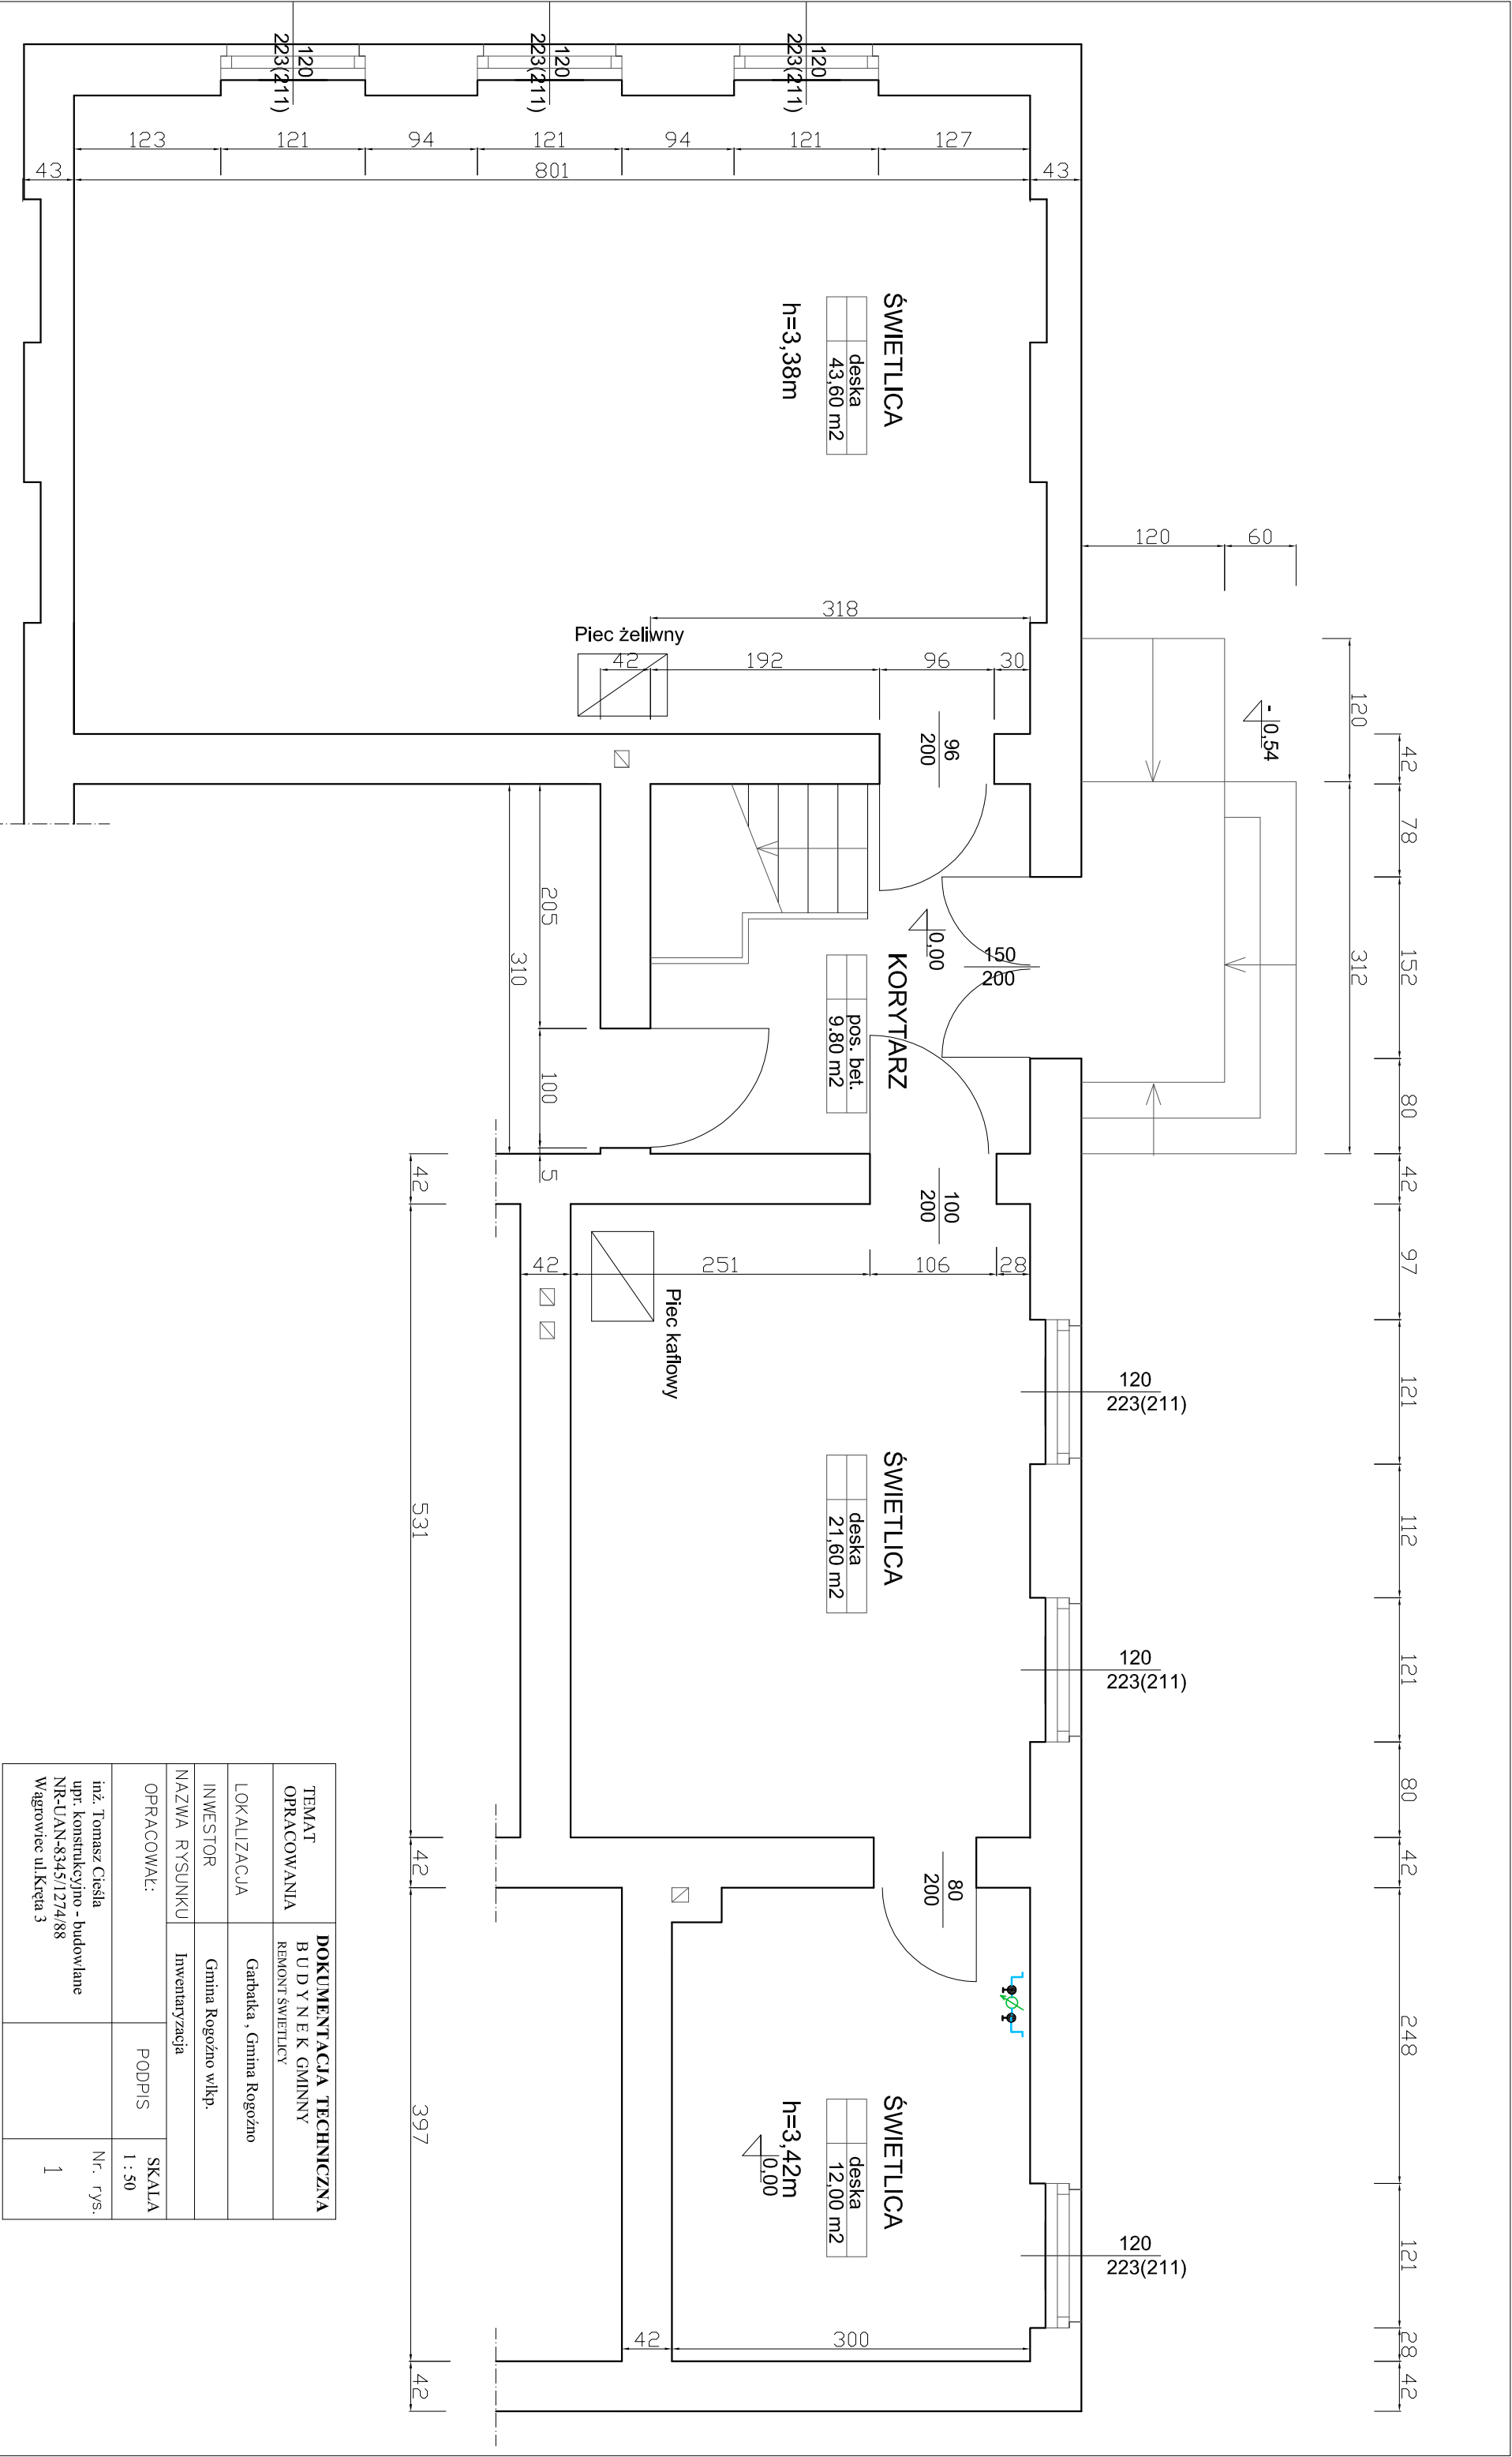 120
223(211)
120
223(211)
120
223(211)
123
121
94
121
94
121
127
43
801
43
ŚWIETLICA
deska
43,60 m2
h=3,38m
120
60
318
Piec żeliwny
42
192
96
30
96
200
- 0,54
120
312
42
78
152
80
42
97
121
112
121
80
42
248
121
28
42
0,00
150
200
KORYTARZ
pos. bet.
9.80 m2
205
310
100
5
100
200
42
251
106
28
Piec kaflowy
120
223(211)
ŚWIETLICA
deska
21,60 m2
120
223(211)
80
200
ŚWIETLICA
deska
12,00 m2
h=3,42m
0,00
120
223(211)
42
300
42
531
42
397
42
TEMAT
OPRACOWANIA
DOKUMENTACJA TECHNICZNA
B U D Y N E K GMINNY
REMONT ŚWIETLICY
LOKALIZACJA
Garbatka , Gmina Rogoźno
INWESTOR
Gmina Rogoźno wlkp.
NAZWA RYSUNKU
Inwentaryzacja
OPRACOWAŁ:
PODPIS
SKALA
1 : 50
inż. Tomasz Cieśla
upr. konstrukcyjno - budowlane
NR-UAN-8345/1274/88
Wągrowiec ul.Kręta 3
Nr. rys.
1